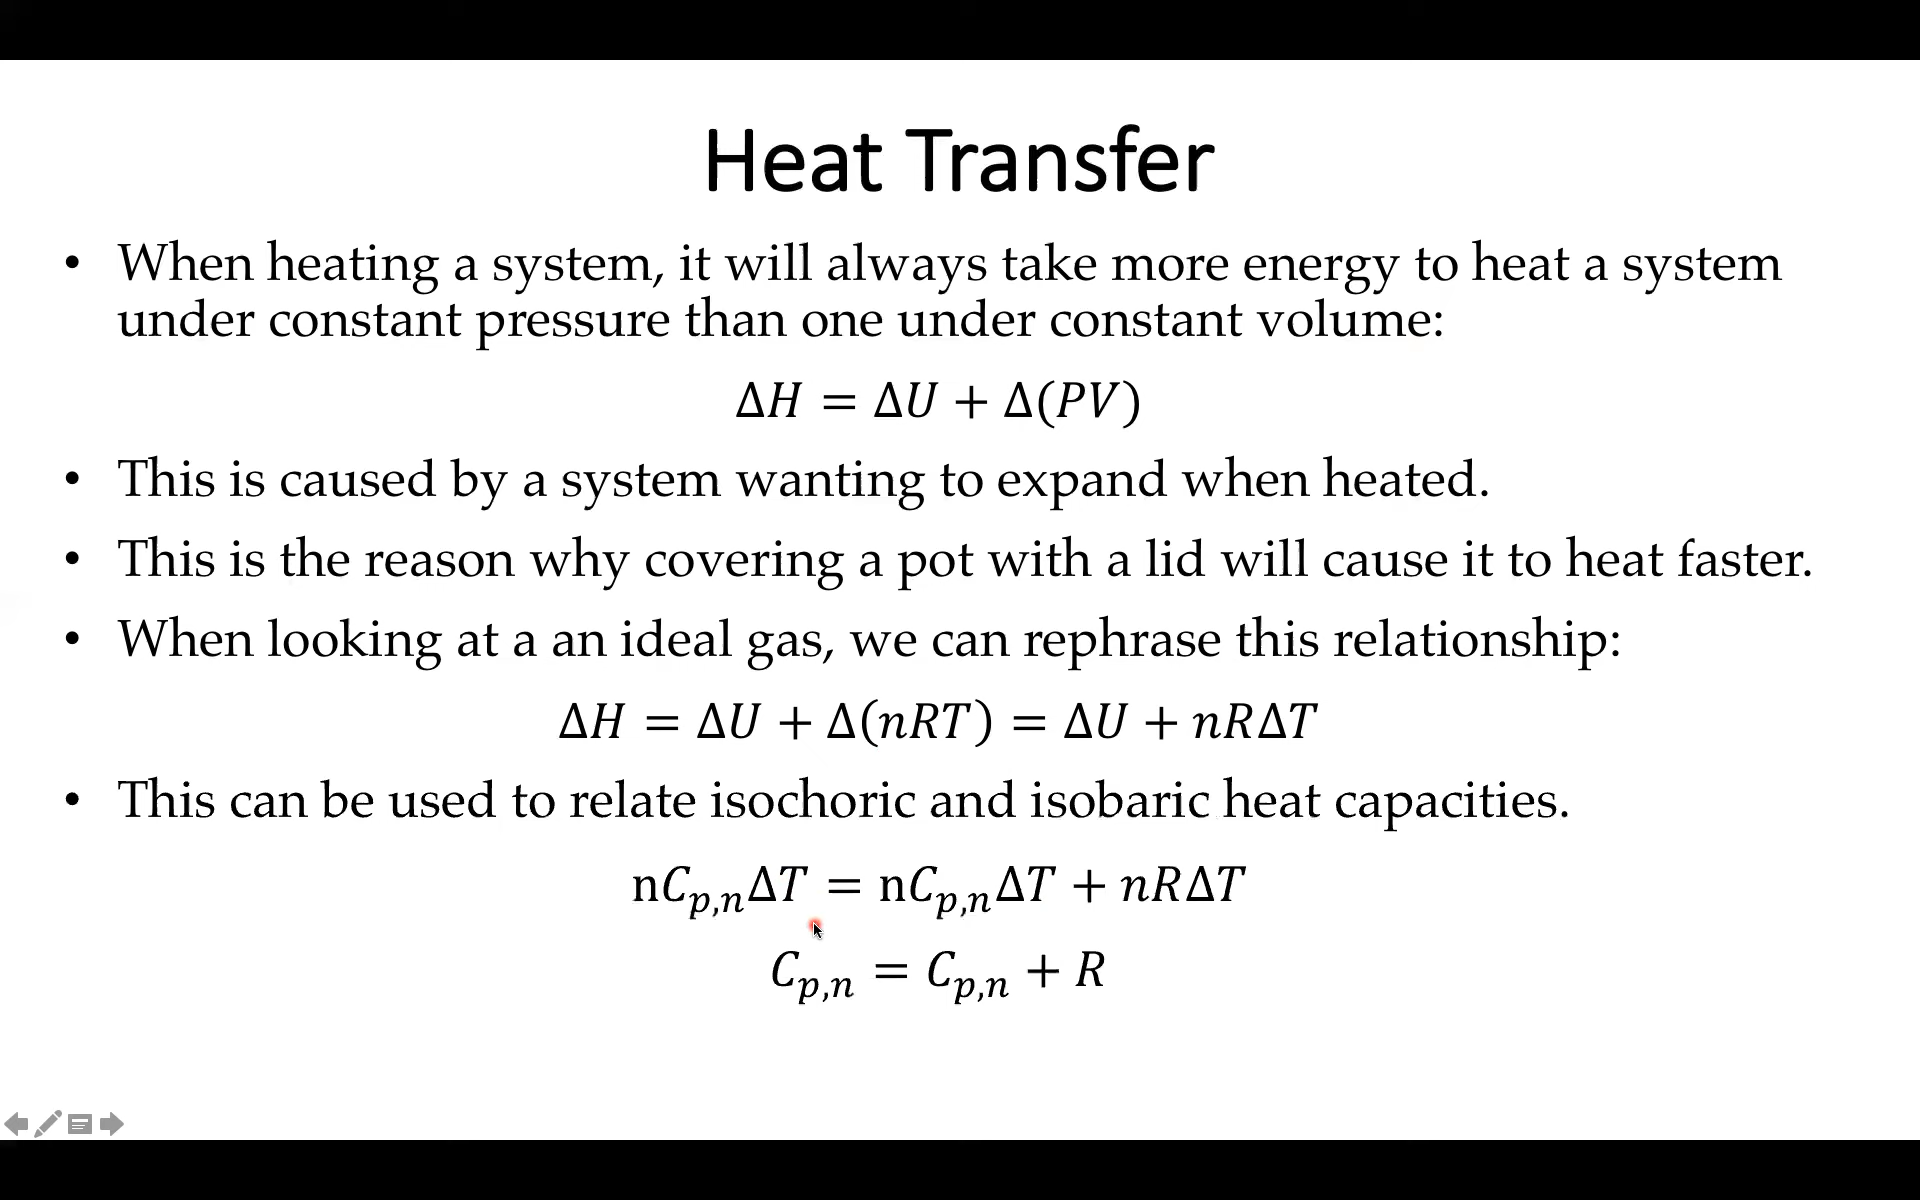 Heat Transfer
• When heating a system, it will always take more energy to heat a system
under constant pressure than one under constant volume:
Δ𝐻 = Δ𝑈 + Δ(𝑃𝑉)
• This is caused by a system wanting to expand when heated.
• This is the reason why covering a pot with a lid will cause it to heat faster.
• When looking at a an ideal gas, we can rephrase this relationship:
Δ𝐻 = Δ𝑈 + Δ(𝑛𝑅𝑇) = Δ𝑈 + 𝑛𝑅Δ𝑇
• This can be used to relate isochoric and isobaric heat capacities.
n𝐶_{𝑝,𝑛}Δ𝑇 = n𝐶_{𝑝,𝑛}Δ𝑇 + 𝑛𝑅Δ𝑇
𝐶_{𝑝,𝑛} = 𝐶_{𝑝,𝑛} + 𝑅